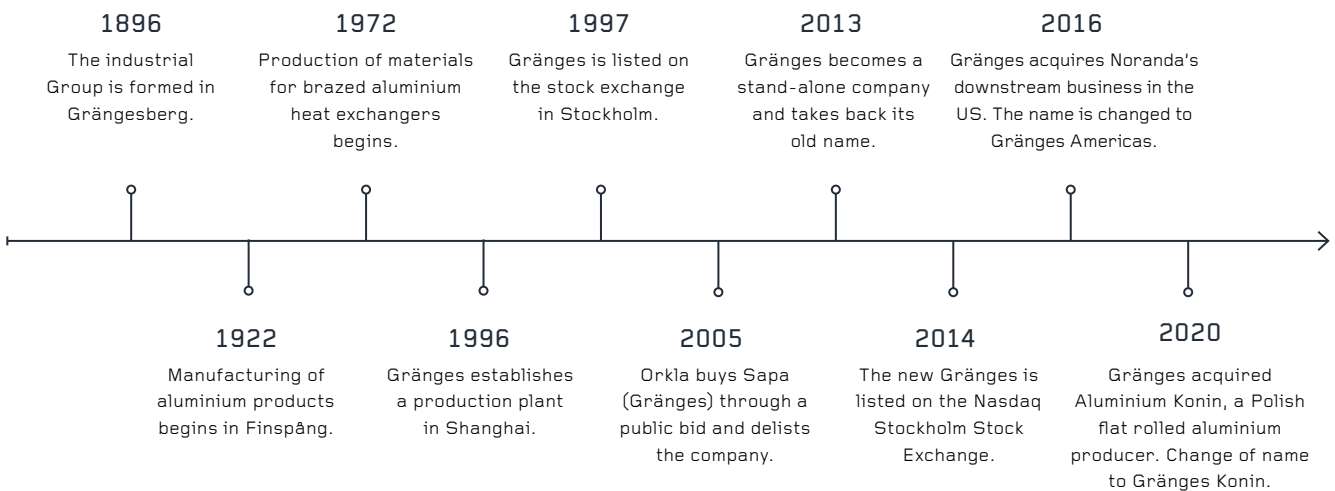 1896
The industrial
Group is formed in
Grängesberg.
1972
Production of materials
for brazed aluminium
heat exchangers
begins.
1997
Gränges is listed on
the stock exchange
in Stockholm.
2013
Gränges becomes a
stand-alone company
and takes back its
old name.
2016
Gränges acquires Noranda's
downstream business in the
US. The name is changed to
Gränges Americas.
1922
Manufacturing of
aluminium products
begins in Finspång.
1996
Gränges establishes
a production plant
in Shanghai.
2005
Orkla buys Sapa
(Gränges) through a
public bid and delists
the company.
2014
The new Gränges is
listed on the Nasdaq
Stockholm Stock
Exchange.
2020
Gränges acquired
Aluminium Konin, a Polish
flat rolled aluminium
producer. Change of name
to Gränges Konin.